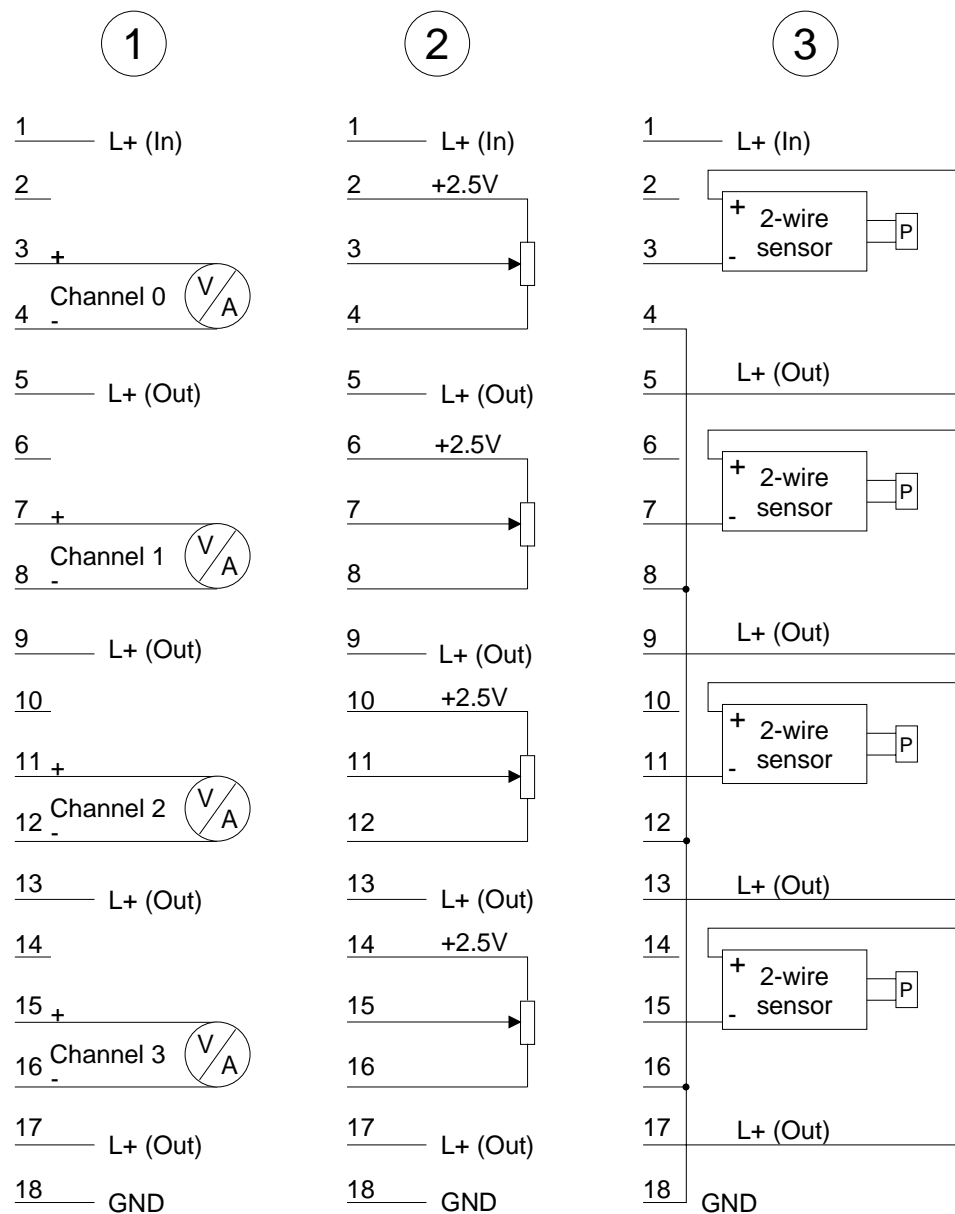 1
1 L+ (In)
2
3 +
Channel 0 V A
4 -
5 L+ (Out)
6
7 +
Channel 1 V A
8 -
9 L+ (Out)
10
11 +
Channel 2 V A
12 -
13 L+ (Out)
14
15 +
Channel 3 V A
16 -
17 L+ (Out)
18 GND
2
1 L+ (In)
2 +2.5V
3
4
5 L+ (Out)
6 +2.5V
7
8
9 L+ (Out)
10 +2.5V
11
12
13 L+ (Out)
14 +2.5V
15
16
17 L+ (Out)
18 GND
3
1 L+ (In)
2
+ 2-wire
sensor P
3 -
4
5 L+ (Out)
6
+ 2-wire
sensor P
7 -
8
9 L+ (Out)
10
+ 2-wire
sensor P
11 -
12
13 L+ (Out)
14
+ 2-wire
sensor P
15 -
16
17 L+ (Out)
18 GND